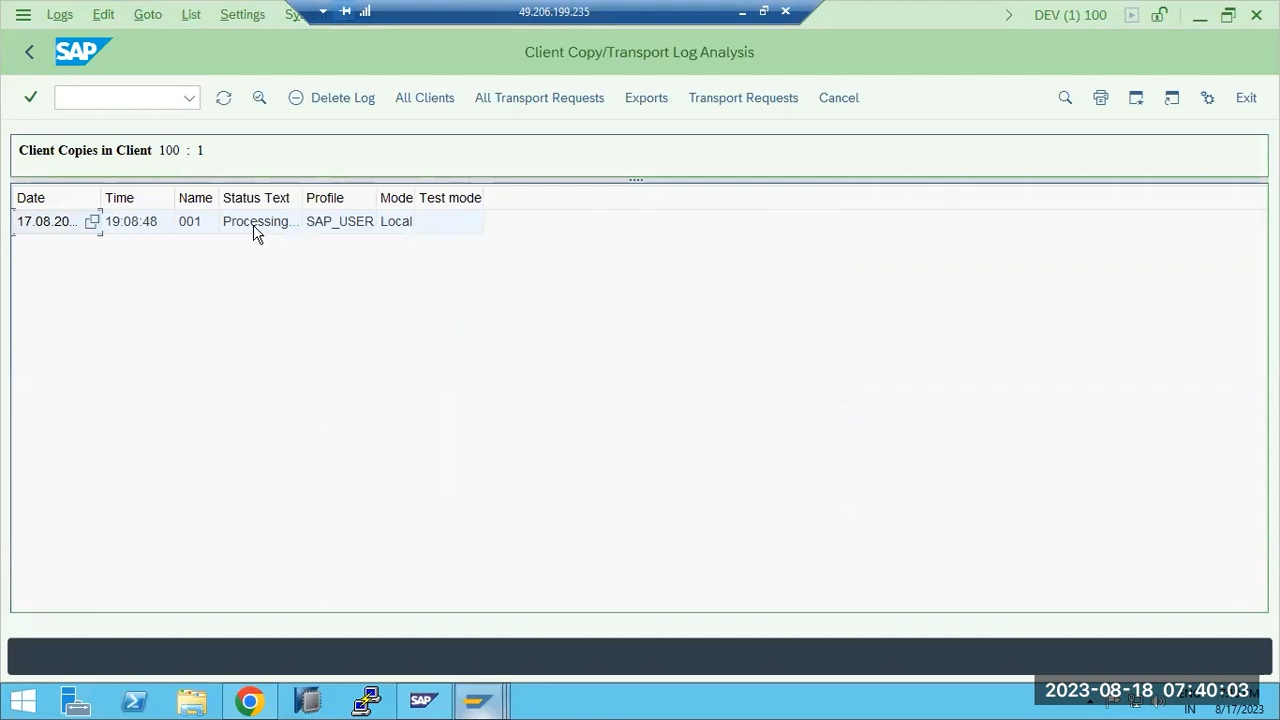 Logs Edit Goto List Settings 49.206.199.235 DEV (1) 100
SAP Client Copy/Transport Log Analysis
Delete Log All Clients All Transport Requests Exports Transport Requests Cancel Exit
Client Copies in Client 100 : 1
Date Time Name Status Text Profile Mode Test mode
17.08.20... 19:08:48 001 Processing... SAP_USER Local
SAP
2023-08-18 07:40:03
IN 8/17/2023